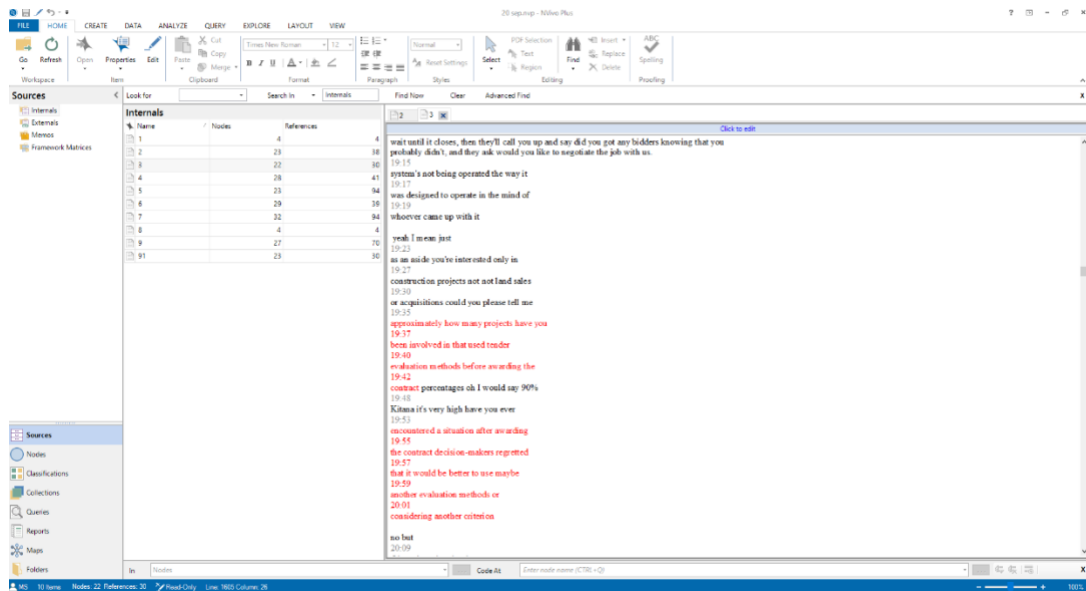 20 sep.nvp - NVivo Plus
FILE HOME CREATE DATA ANALYZE QUERY EXPLORE LAYOUT VIEW
Go Refresh Open Properties Edit Paste Cut Copy Merge
Times New Roman 12
B I U A
Normal
Reset Settings
Select PDF Selection Text Region
Find Insert Replace Delete
ABC Spelling
Workspace Item Clipboard Format Paragraph Styles Editing Proofing
Sources
Internals
Externals
Memos
Framework Matrices
Look for Search In Internals Find Now Clear Advanced Find x
Internals
Name Nodes References
1 4 4
2 23 38
3 22 30
4 28 41
5 23 94
6 29 39
7 32 94
8 4 4
9 27 70
91 23 30
2 3
Click to edit
wait until it closes, then they'll call you up and say did you got any bidders knowing that you
probably didn't, and they ask would you like to negotiate the job with us.
19:15
system's not being operated the way it
19:17
was designed to operate in the mind of
19:19
whoever came up with it
yeah I mean just
19:23
as an aside you're interested only in
19:27
construction projects not not land sales
19:30
or acquisitions could you please tell me
19:35
approximately how many projects have you
19:37
been involved in that used tender
19:40
evaluation methods before awarding the
19:42
contract percentages oh I would say 90%
19:48
Kitana it's very high have you ever
19:53
encountered a situation after awarding
19:55
the contract decision-makers regretted
19:57
that it would be better to use maybe
19:59
another evaluation methods or
20:01
considering another criterion
no but
20:09
Sources
Nodes
Classifications
Collections
Queries
Reports
Maps
Folders
In Nodes Code At Enter node name (CTRL+Q) x
MS 10 Items Nodes: 22 References: 30 Read-Only Line: 1605 Column: 26 100%